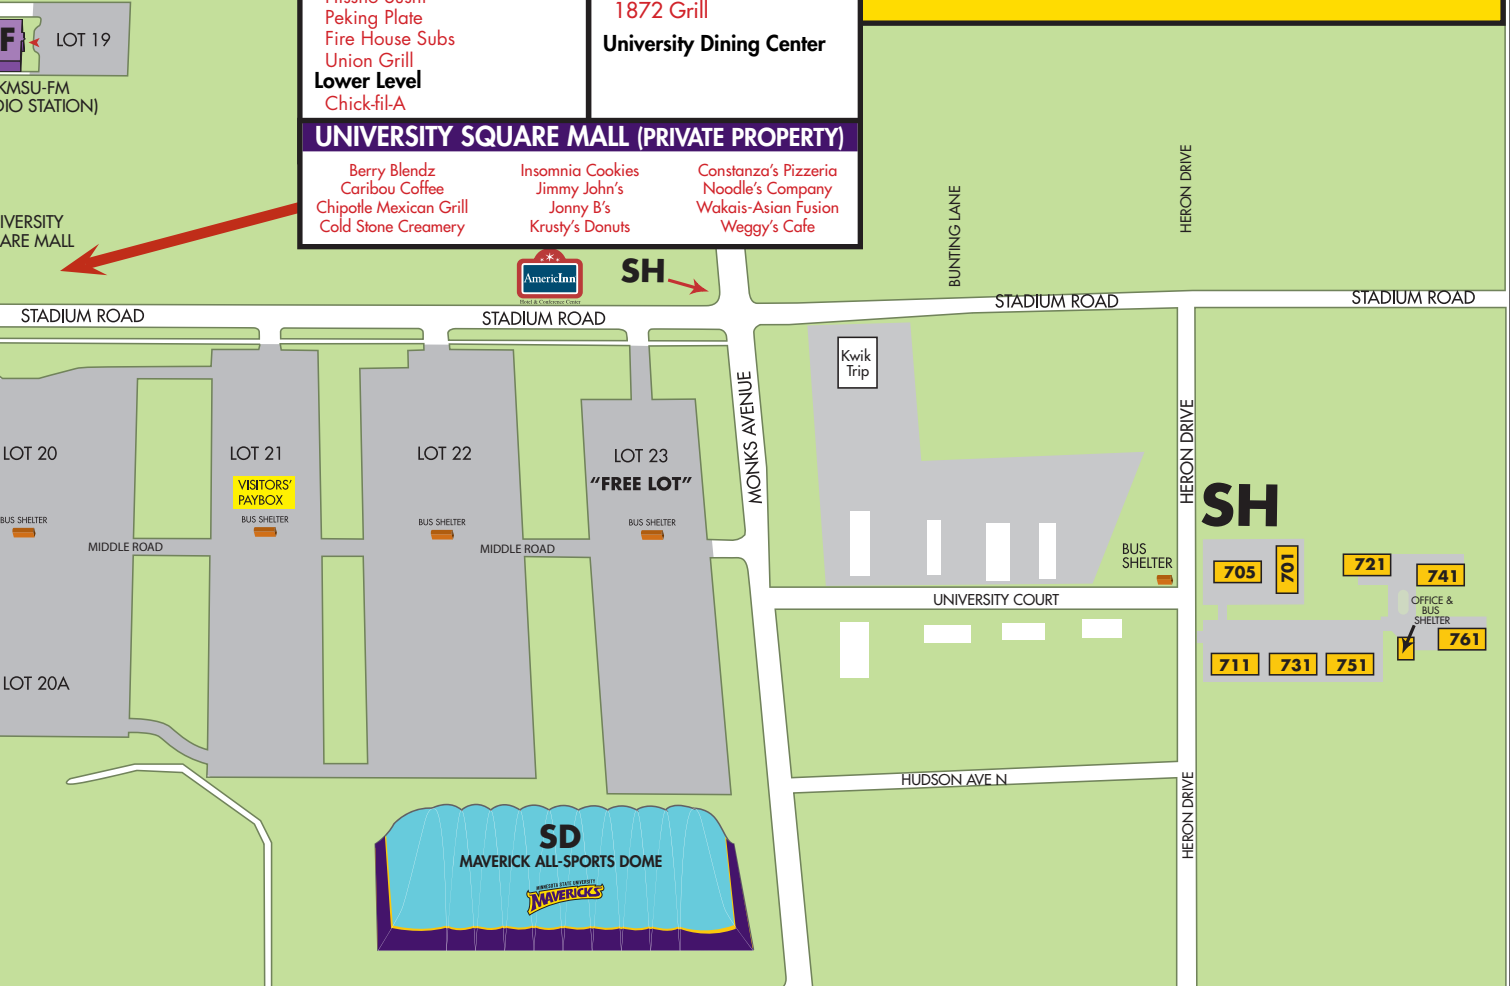 F
LOT 19
KMSU-FM
DIO STATION)
Peking Plate
Fire House Subs
Union Grill
Lower Level
Chick-fil-A
1872 Grill
University Dining Center
UNIVERSITY SQUARE MALL (PRIVATE PROPERTY)
Berry Blendz
Caribou Coffee
Chipotle Mexican Grill
Cold Stone Creamery
Insomnia Cookies
Jimmy John's
Jonny B's
Krusty's Donuts
Constanza's Pizzeria
Noodle's Company
Wakais-Asian Fusion
Weggy's Cafe
IVERSITY
ARE MALL
AmericInn
Hotel & Conference Center
SH
BUNTING LANE
HERON DRIVE
STADIUM ROAD
STADIUM ROAD
STADIUM ROAD
STADIUM ROAD
Kwik
Trip
MONKS AVENUE
HERON DRIVE
LOT 20
LOT 21
VISITORS'
PAYBOX
LOT 22
LOT 23
"FREE LOT"
BUS SHELTER
BUS SHELTER
BUS SHELTER
BUS SHELTER
MIDDLE ROAD
MIDDLE ROAD
BUS
SHELTER
SH
705
701
721
741
OFFICE &
BUS
SHELTER
761
711
731
751
UNIVERSITY COURT
LOT 20A
HUDSON AVE N
HERON DRIVE
SD
MAVERICK ALL-SPORTS DOME
MINNESOTA STATE UNIVERSITY
MAVERICKS